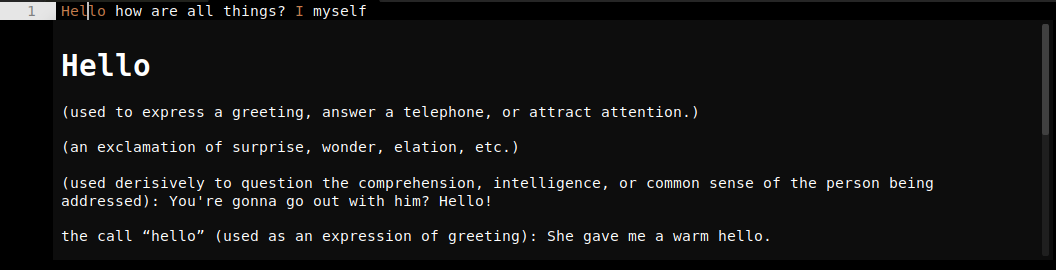 1 Hello how are all things? I myself
Hello
(used to express a greeting, answer a telephone, or attract attention.)
(an exclamation of surprise, wonder, elation, etc.)
(used derisively to question the comprehension, intelligence, or common sense of the person being
addressed): You're gonna go out with him? Hello!
the call “hello” (used as an expression of greeting): She gave me a warm hello.